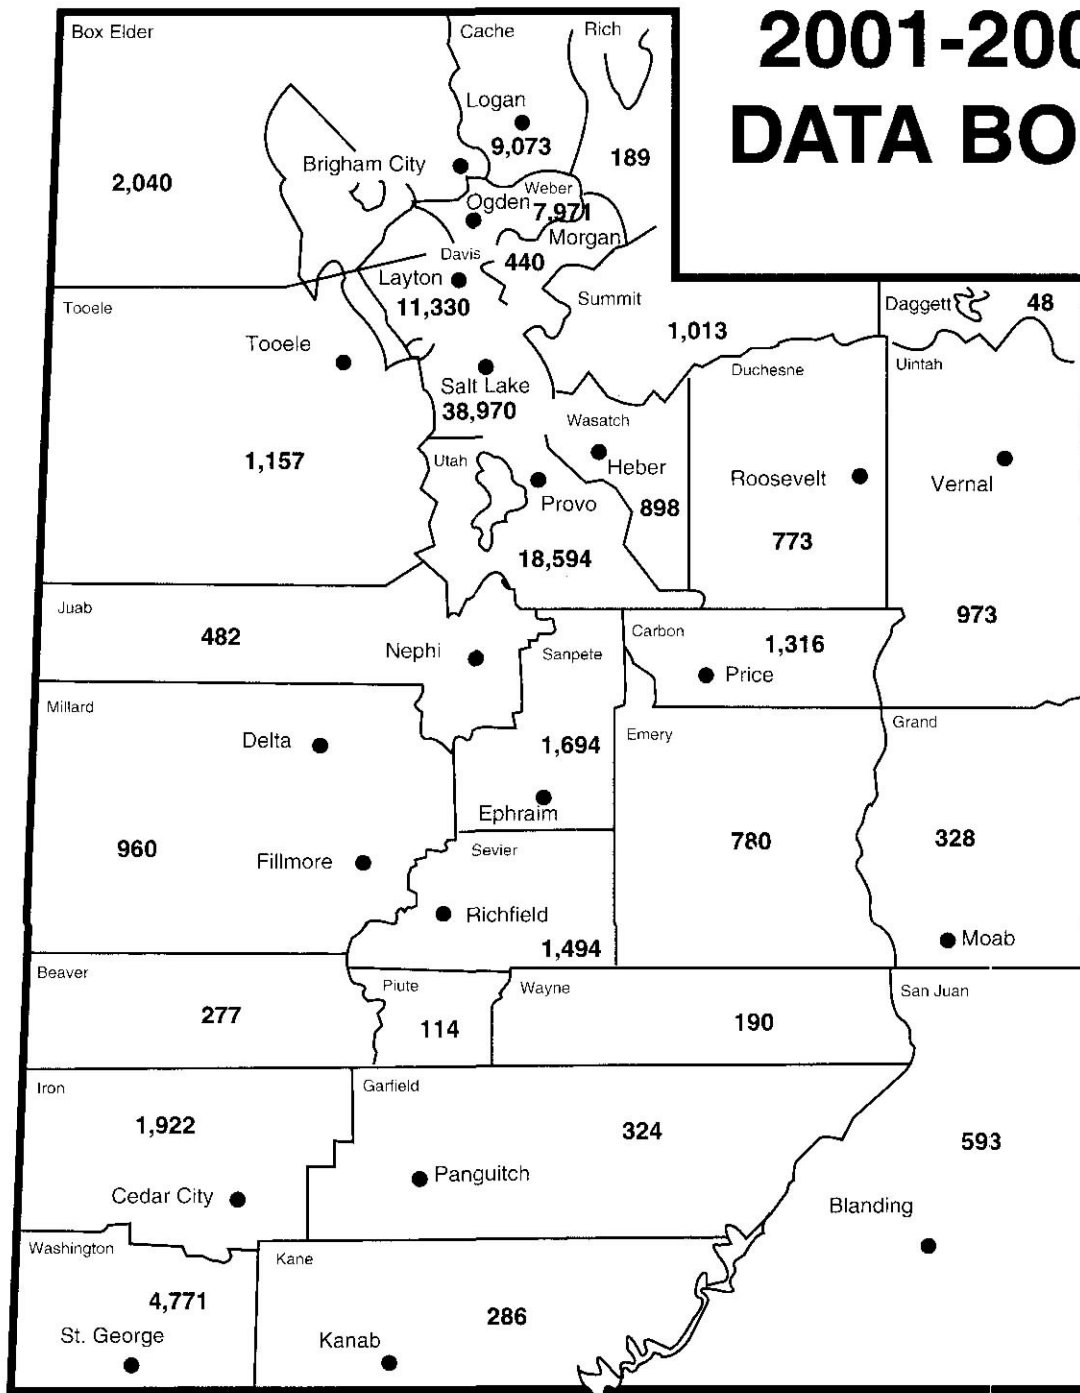 2001-200
DATA BO
Box Elder
Cache
Rich
Logan
9,073
189
Brigham City
2,040
Weber
Ogden
7,971
Morgan
Davis
440
Layton
11,330
Tooele
Summit
1,013
Daggett
48
Tooele
Salt Lake
38,970
Duchesne
Uintah
Wasatch
Heber
898
1,157
Utah
Provo
18,594
Roosevelt
773
Vernal
973
Juab
482
Nephi
Sanpete
Carbon
1,316
Price
Millard
Delta
1,694
Ephraim
Emery
Grand
960
Fillmore
Sevier
780
328
Richfield
1,494
Moab
Beaver
277
Piute
114
Wayne
190
San Juan
Iron
1,922
Garfield
324
593
Cedar City
Panguitch
Blanding
Washington
4,771
St. George
Kane
286
Kanab